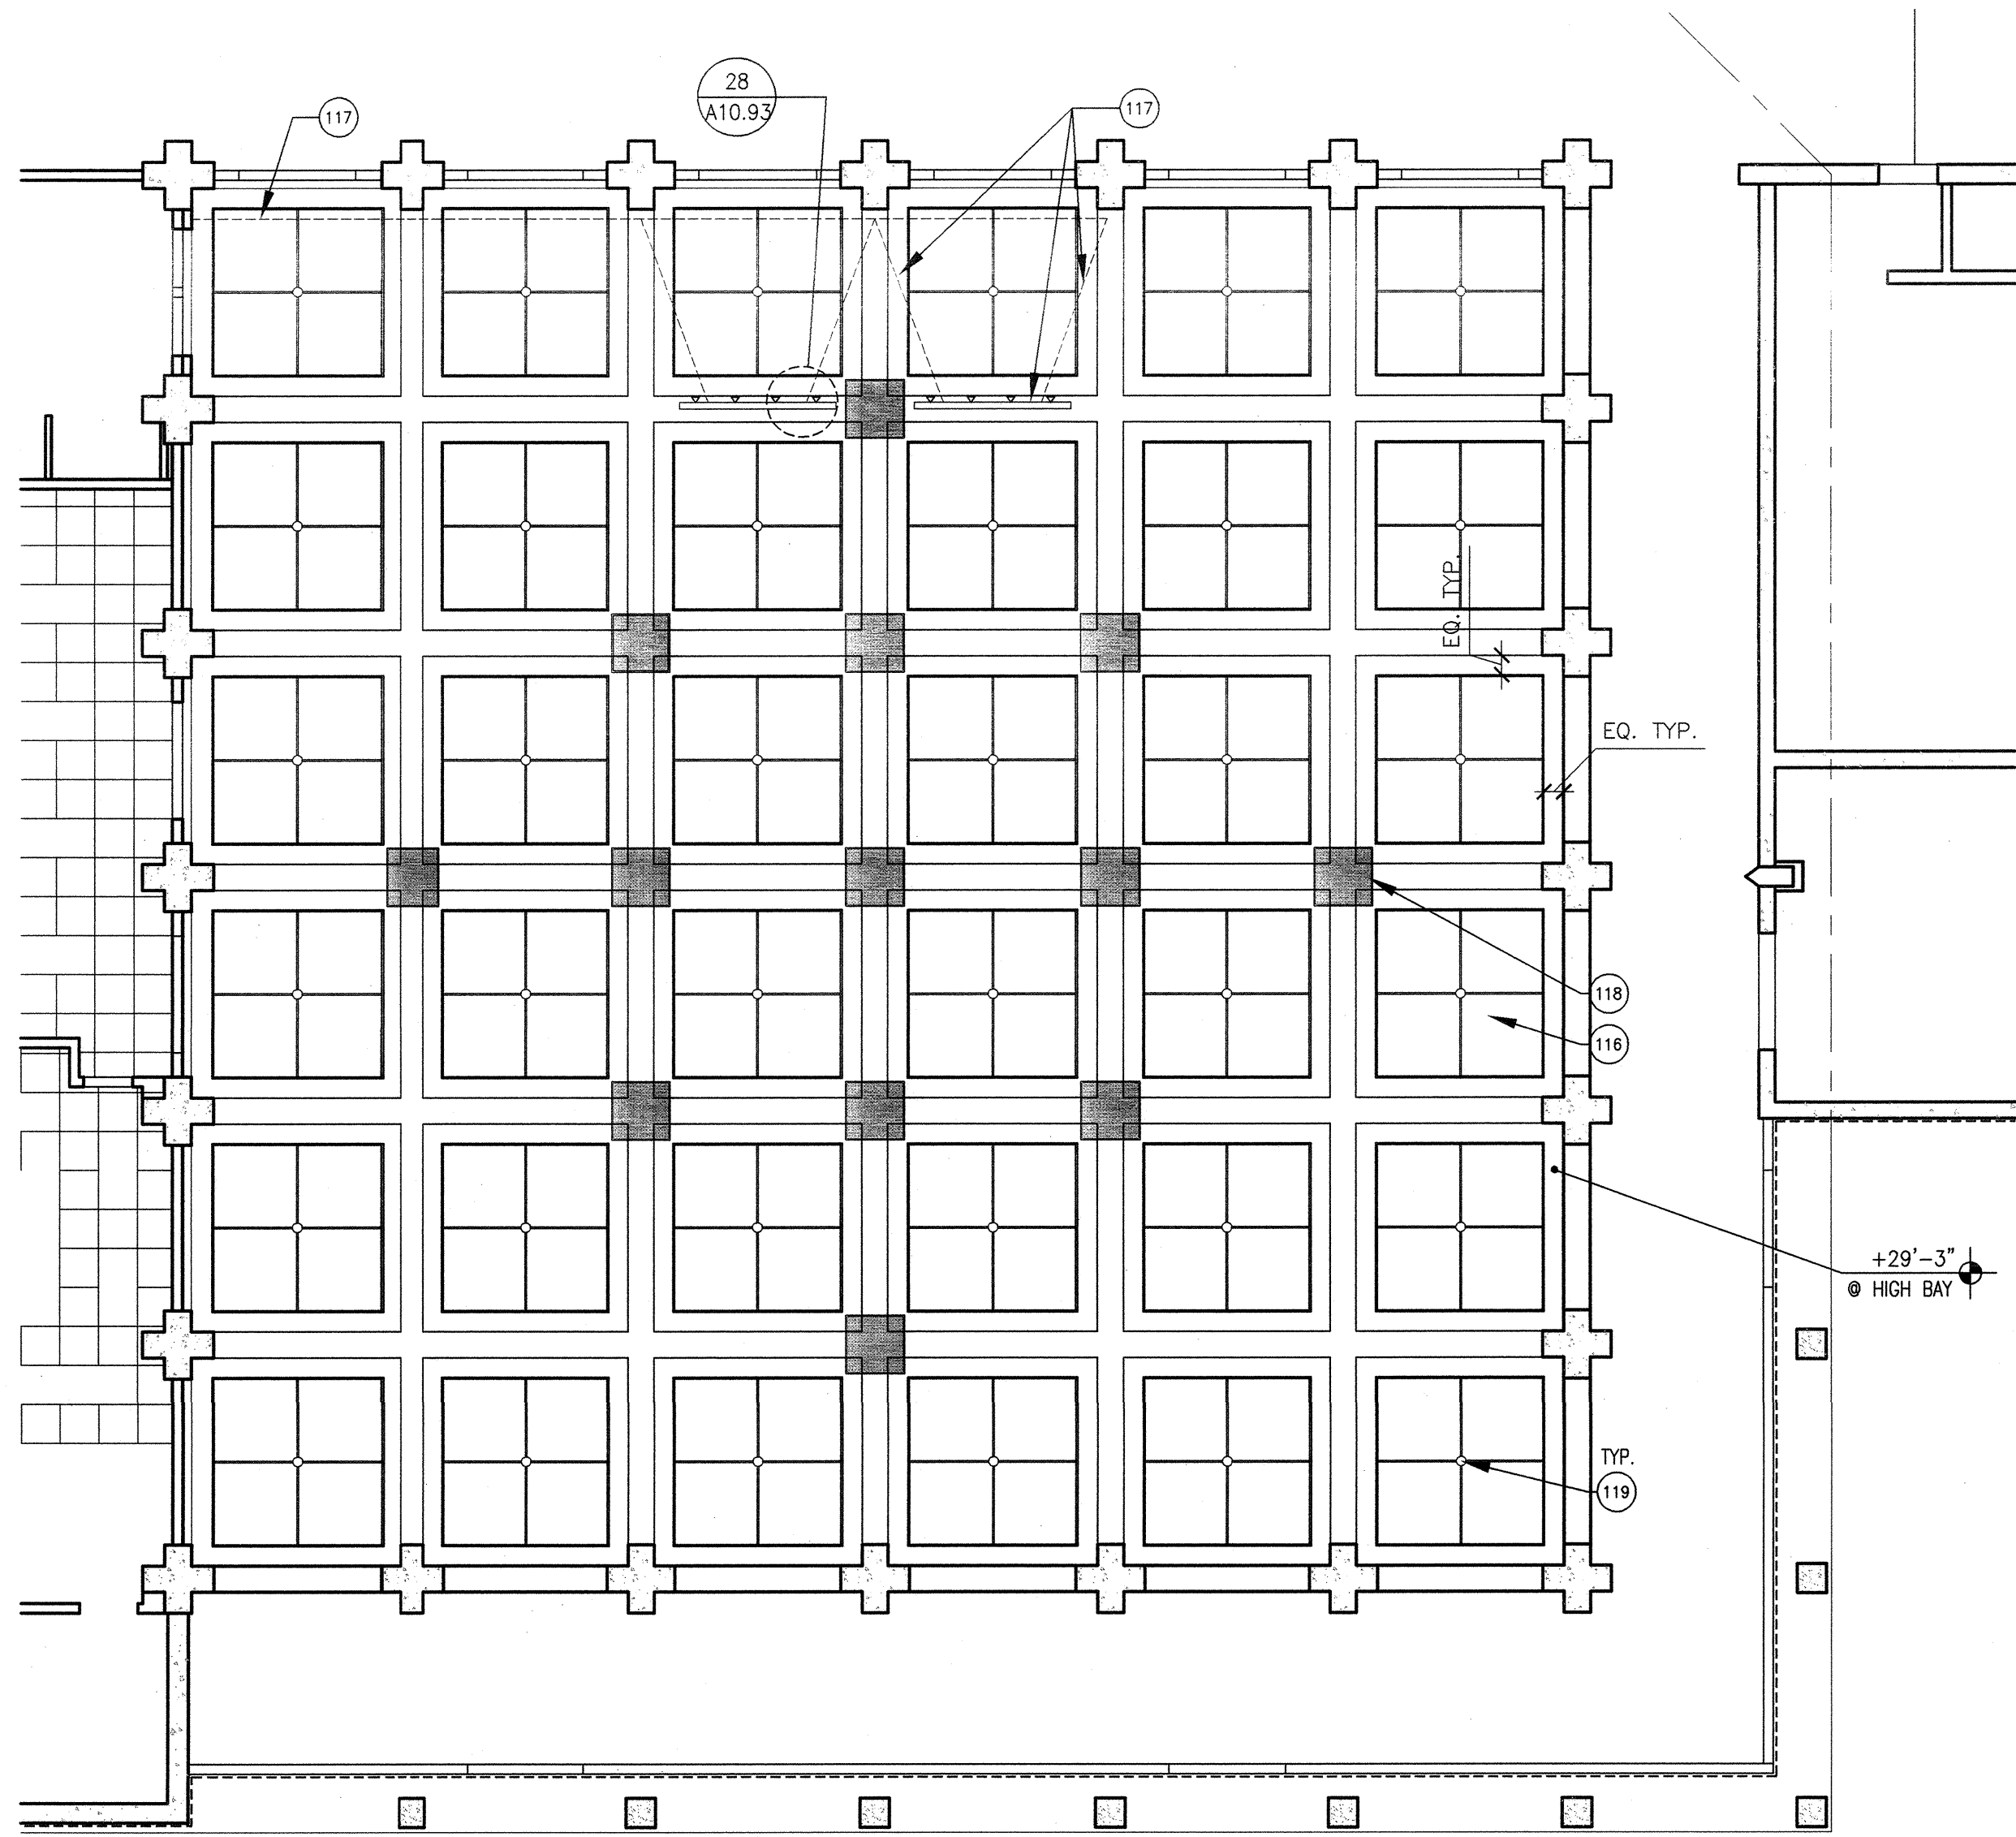 28
A10.93
117
117
EQ. TYP.
EQ. TYP.
118
116
+29'-3"
@ HIGH BAY
TYP.
119